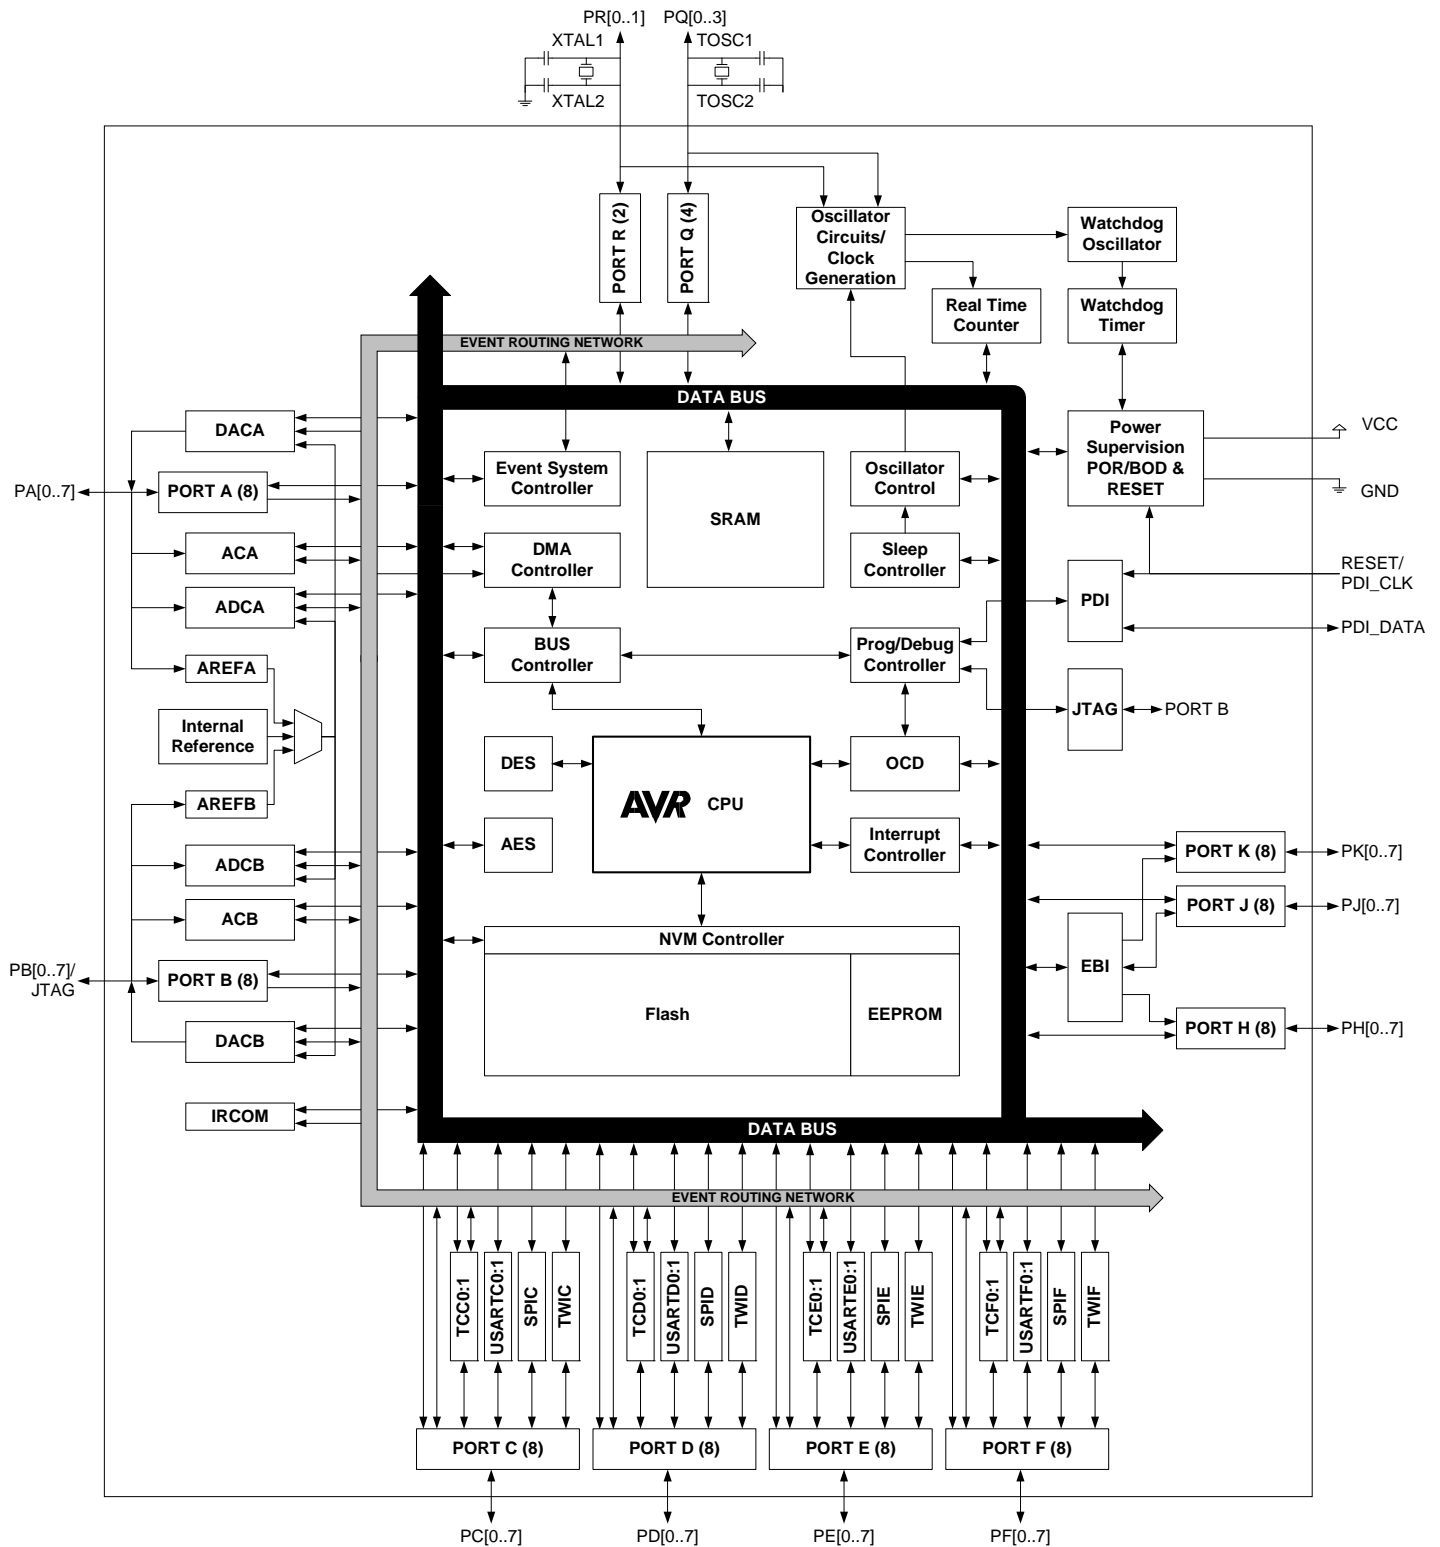 PR[0..1] PQ[0..3]
XTAL1 TOSC1
XTAL2 TOSC2
PORT R (2)
PORT Q (4)
Oscillator
Circuits/
Clock
Generation
Watchdog
Oscillator
Real Time
Counter
Watchdog
Timer
EVENT ROUTING NETWORK
DATA BUS
DACA
PA[0..7]
PORT A (8)
ACA
ADCA
AREFA
Internal
Reference
AREFB
ADCB
ACB
PB[0..7]/
JTAG
PORT B (8)
DACB
IRCOM
Event System
Controller
SRAM
Oscillator
Control
DMA
Controller
Sleep
Controller
BUS
Controller
Prog/Debug
Controller
DES
AES
AVR CPU
OCD
Interrupt
Controller
NVM Controller
Flash
EEPROM
Power
Supervision
POR/BOD &
RESET
VCC
GND
RESET/
PDI_CLK
PDI
PDI_DATA
JTAG
PORT B
PORT K (8)
PK[0..7]
PORT J (8)
PJ[0..7]
EBI
PORT H (8)
PH[0..7]
DATA BUS
EVENT ROUTING NETWORK
TCC0:1
USARTC0:1
SPIC
TWIC
TCD0:1
USARTD0:1
SPID
TWID
TCE0:1
USARTE0:1
SPIE
TWIE
TCF0:1
USARTF0:1
SPIF
TWIF
PORT C (8)
PORT D (8)
PORT E (8)
PORT F (8)
PC[0..7]
PD[0..7]
PE[0..7]
PF[0..7]